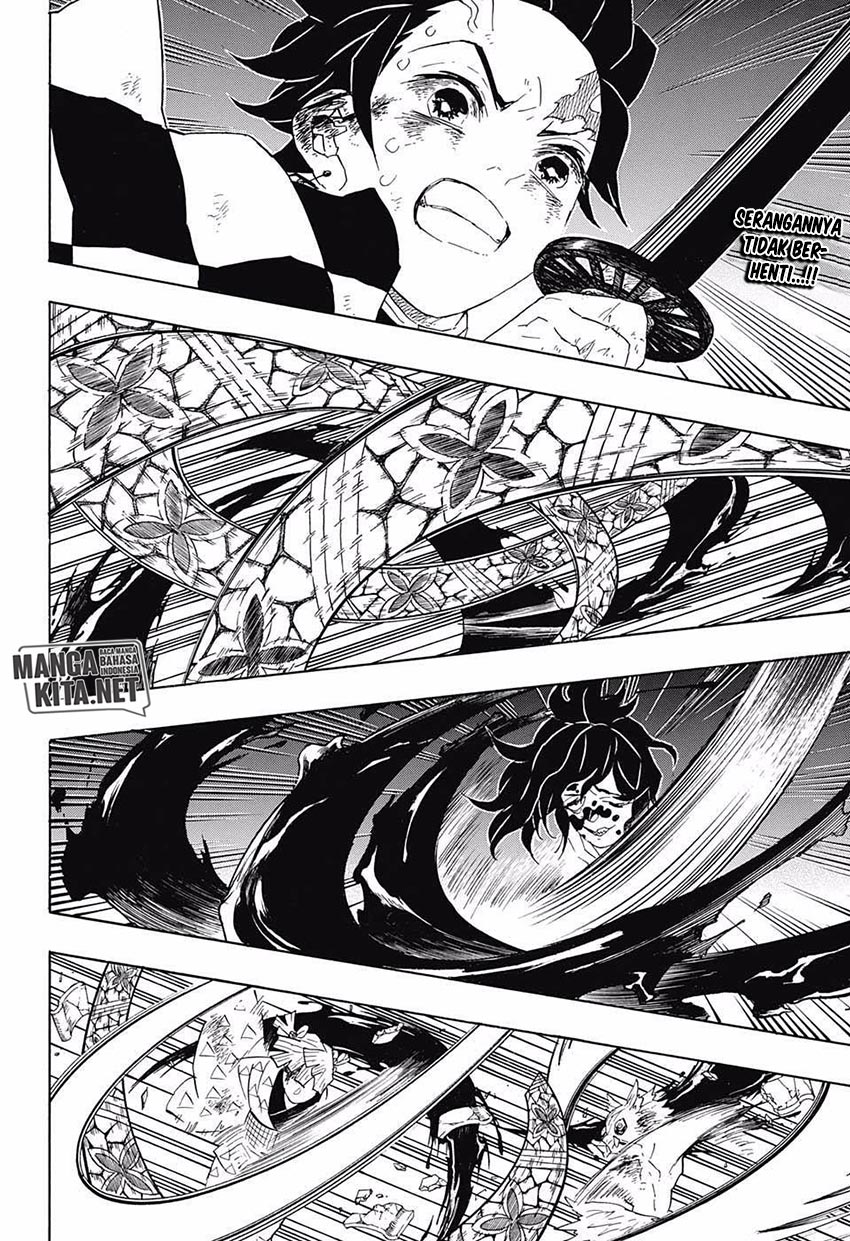 SERANGANNYA
TIDAK BER-
HENTI...!!
MANGA
KITA.NET
BACA MANGA
BAHASA
INDONESIA